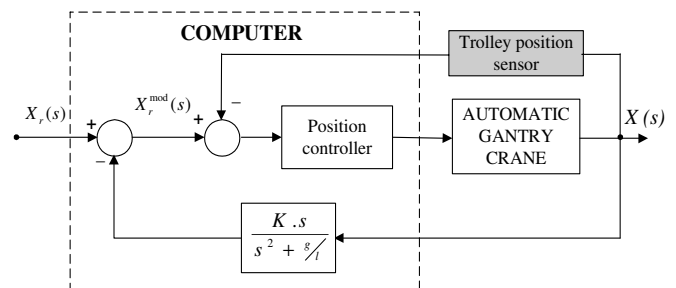 COMPUTER
Trolley position
sensor
X_r(s)
+
−
X_r^mod(s)
+
−
Position
controller
AUTOMATIC
GANTRY
CRANE
X(s)
K .s
s² + g/l